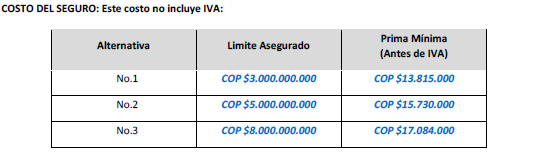 COSTO DEL SEGURO: Este costo no incluye IVA:
Alternativa Limite Asegurado Prima Mínima
(Antes de IVA)
No.1 COP $3.000.000.000 COP $13.815.000
No.2 COP $5.000.000.000 COP $15.730.000
No.3 COP $8.000.000.000 COP $17.084.000